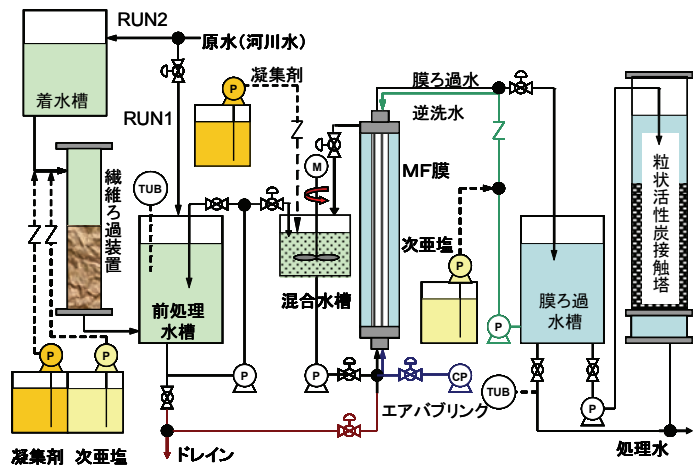 RUN2
原水(河川水)
着水槽
RUN1
P
凝集剤
繊維ろ過装置
TUB
前処理
水槽
P
M
混合水槽
P
膜ろ過水
逆洗水
MF膜
次亜塩
P
P
CP
エアバブリング
膜ろ過
水槽
TUB
P
粒状活性炭接触塔
P
P
凝集剤
次亜塩
ドレイン
処理水